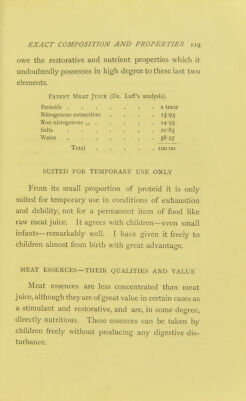 EXACT COMPOSITION AND PROPERTIES 119
owe the restorative and nutrient properties which it
undoubtedly possesses in high degree to these last two
elements.
PATENT MEAT JUICE (Dr. Luff's analysis).
Proteids . . . . . . . a trace
Nitrogenous extractives . . . . 15·93
Non-nitrogenous „ . . . . 14·95
Salts . . . . . . . 10·85
Water . . . . . . . 58·27
Total . . . . . 100·00
SUITED FOR TEMPORARY USE ONLY
From its small proportion of proteid it is only
suited for temporary use in conditions of exhaustion
and debility, not for a permanent item of food like
raw meat juice. It agrees with children—even small
infants—remarkably well. I have given it freely to
children almost from birth with great advantage.
MEAT ESSENCES—THEIR QUALITIES AND VALUE
Meat essences are less concentrated than meat
juice, although they are of great value in certain cases as
a stimulant and restorative, and are, in some degree,
directly nutritious. These essences can be taken by
children freely without producing any digestive dis-
turbance.